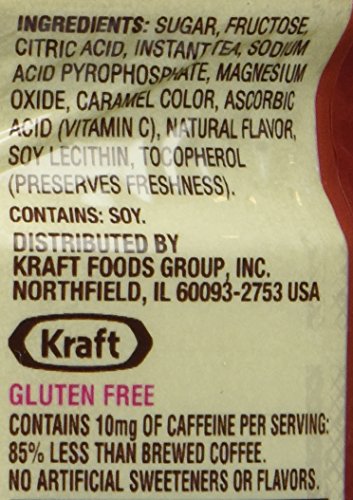 INGREDIENTS: SUGAR, FRUCTOSE,
CITRIC ACID, INSTANT TEA, SODIUM
ACID PYROPHOSPHATE, MAGNESIUM
OXIDE, CARAMEL COLOR, ASCORBIC
ACID (VITAMIN C), NATURAL FLAVOR,
SOY LECITHIN, TOCOPHEROL
(PRESERVES FRESHNESS).
CONTAINS: SOY.
DISTRIBUTED BY
KRAFT FOODS GROUP, INC.
NORTHFIELD, IL 60093-2753 USA
Kraft
GLUTEN FREE
CONTAINS 10mg OF CAFFEINE PER SERVING:
85% LESS THAN BREWED COFFEE.
NO ARTIFICIAL SWEETENERS OR FLAVORS.